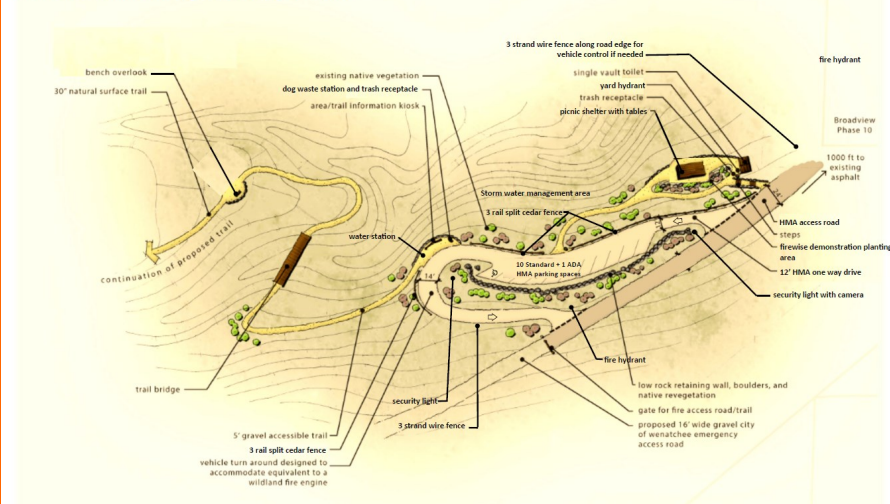 3 strand wire fence along road edge for
vehicle control if needed
fire hydrant
bench overlook
existing native vegetation
single vault toilet
30" natural surface trail
dog waste station and trash receptacle
yard hydrant
area/trail information kiosk
trash receptacle
picnic shelter with tables
Broadview
Phase 10
1000 ft to
existing
asphalt
Storm water management area
24'
3 rail split cedar fence
HMA access road
water station
steps
continuation of proposed trail
firewise demonstration planting
area
10 Standard + 1 ADA
HMA parking spaces
12' HMA one way drive
14'
security light with camera
fire hydrant
trail bridge
low rock retaining wall, boulders, and
native revegetation
security light
gate for fire access road/trail
3 strand wire fence
proposed 16' wide gravel city
of wenatchee emergency
access road
5' gravel accessible trail
3 rail split cedar fence
vehicle turn around designed to
accommodate equivalent to a
wildland fire engine